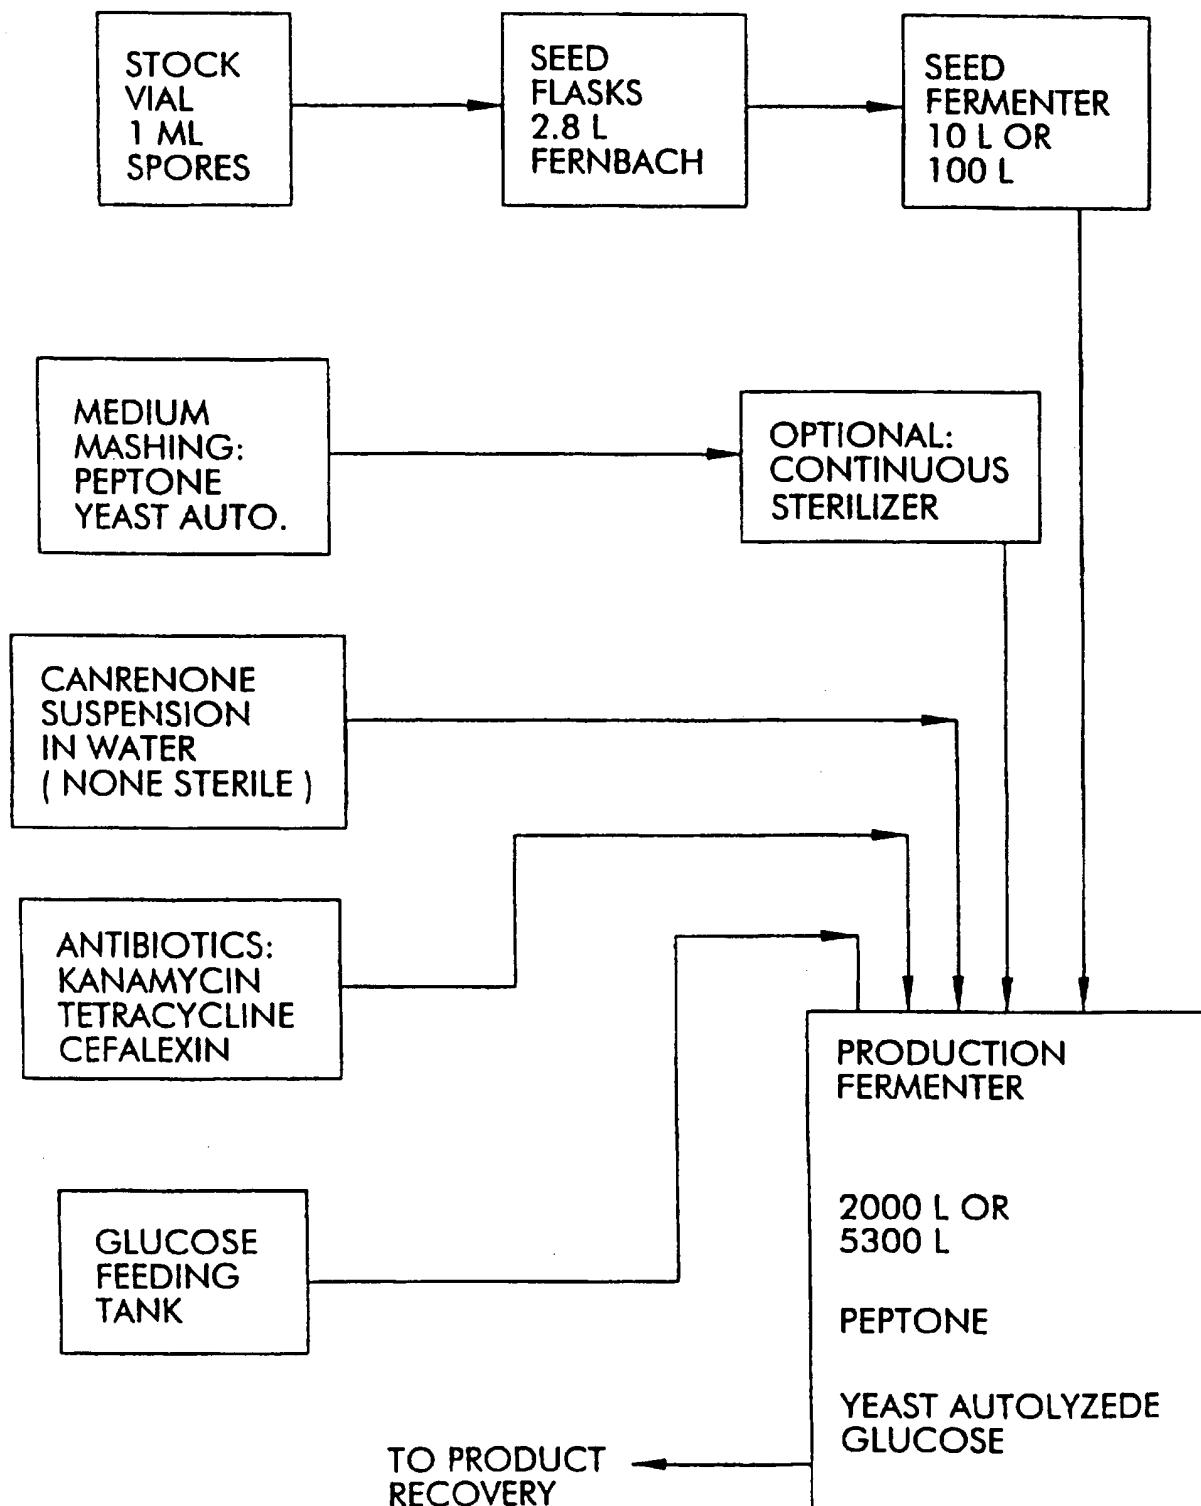 STOCK
VIAL
1 ML
SPORES
SEED
FLASKS
2.8 L
FERNBACH
SEED
FERMENTER
10 L OR
100 L
MEDIUM
MASHING:
PEPTONE
YEAST AUTO.
OPTIONAL:
CONTINUOUS
STERILIZER
CANRENONE
SUSPENSION
IN WATER
( NONE STERILE )
ANTIBIOTICS:
KANAMYCIN
TETRACYCLINE
CEFALEXIN
GLUCOSE
FEEDING
TANK
PRODUCTION
FERMENTER
2000 L OR
5300 L
PEPTONE
YEAST AUTOLYZEDE
GLUCOSE
TO PRODUCT
RECOVERY